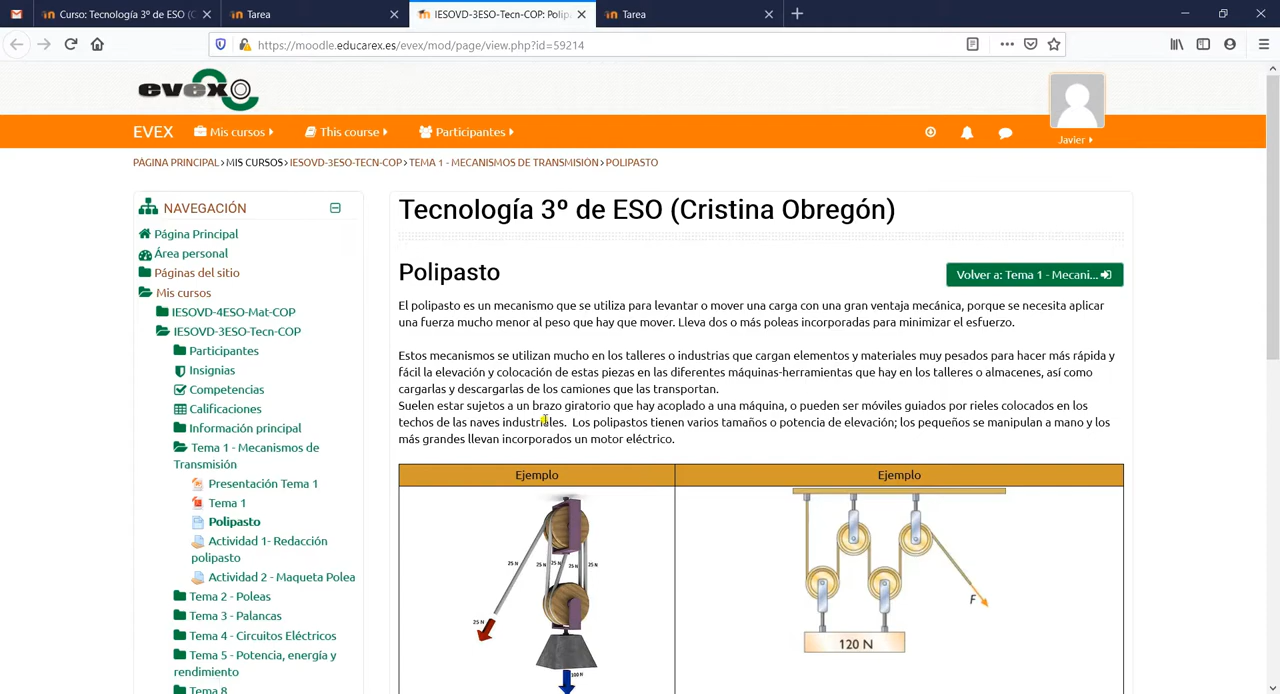 Curso: Tecnología 3º de ESO (C
Tarea
IESOVD-3ESO-Tecn-COP: Polip
Tarea
https://moodle.educarex.es/evex/mod/page/view.php?id=59214
evexo
EVEX
Mis cursos
This course
Participantes
Javier
PÁGINA PRINCIPAL › MIS CURSOS › IESOVD-3ESO-TECN-COP › TEMA 1 - MECANISMOS DE TRANSMISIÓN › POLIPASTO
NAVEGACIÓN
Página Principal
Área personal
Páginas del sitio
Mis cursos
IESOVD-4ESO-Mat-COP
IESOVD-3ESO-Tecn-COP
Participantes
Insignias
Competencias
Calificaciones
Información principal
Tema 1 - Mecanismos de
Transmisión
Presentación Tema 1
Tema 1
Polipasto
Actividad 1- Redacción
polipasto
Actividad 2 - Maqueta Polea
Tema 2 - Poleas
Tema 3 - Palancas
Tema 4 - Circuitos Eléctricos
Tema 5 - Potencia, energía y
rendimiento
Tema 8
Tecnología 3º de ESO (Cristina Obregón)
Polipasto
Volver a: Tema 1 - Mecani...
El polipasto es un mecanismo que se utiliza para levantar o mover una carga con una gran ventaja mecánica, porque se necesita aplicar
una fuerza mucho menor al peso que hay que mover. Lleva dos o más poleas incorporadas para minimizar el esfuerzo.
Estos mecanismos se utilizan mucho en los talleres o industrias que cargan elementos y materiales muy pesados para hacer más rápida y
fácil la elevación y colocación de estas piezas en las diferentes máquinas-herramientas que hay en los talleres o almacenes, así como
cargarlas y descargarlas de los camiones que las transportan.
Suelen estar sujetos a un brazo giratorio que hay acoplado a una máquina, o pueden ser móviles guiados por rieles colocados en los
techos de las naves industriales. Los polipastos tienen varios tamaños o potencia de elevación; los pequeños se manipulan a mano y los
más grandes llevan incorporados un motor eléctrico.
Ejemplo
Ejemplo
25 N
25 N
25 N
25 N
25 N
100 N
F
120 N